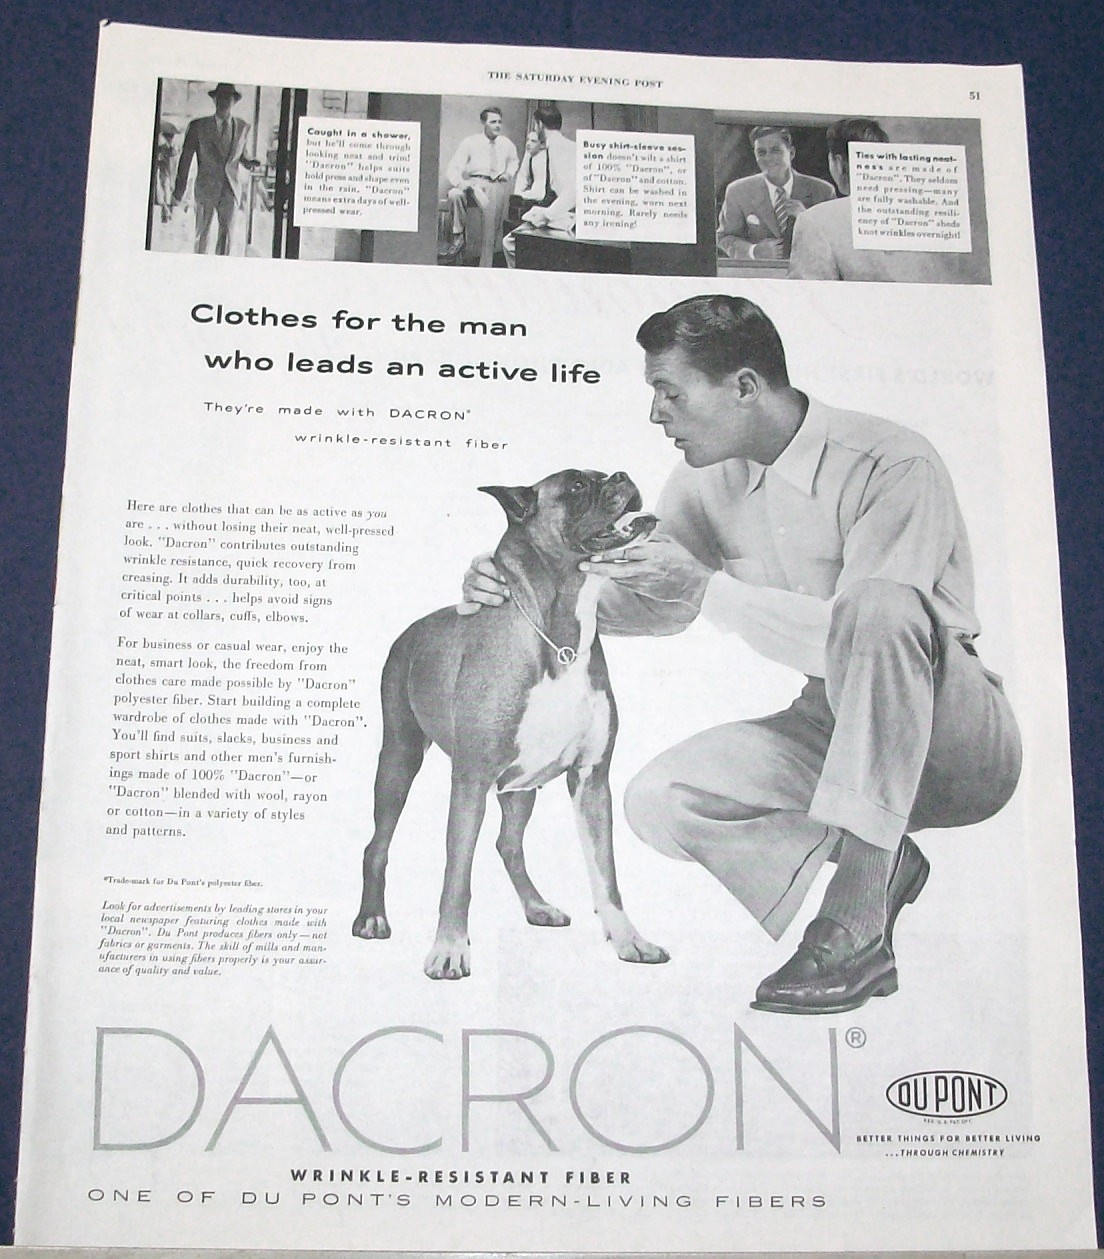 THE SATURDAY EVENING POST
51
Caught in a shower,
but he'll come through
looking neat and trim!
"Dacron" helps suits
hold press and shape even
in the rain. "Dacron"
means extra days of well-
pressed wear.
Busy shirt-sleeve ses-
sion doesn't wilt a shirt
of 100% "Dacron", or
of "Dacron" and cotton.
Shirt can be washed in
the evening, worn next
morning. Rarely needs
any ironing!
Ties with lasting neat-
ness are made of
"Dacron". They seldom
need pressing—many
are fully washable. And
the outstanding resili-
ency of "Dacron" sheds
knot wrinkles overnight!
Clothes for the man
who leads an active life
They're made with DACRON*
wrinkle-resistant fiber
Here are clothes that can be as active as you
are . . . without losing their neat, well-pressed
look. "Dacron" contributes outstanding
wrinkle resistance, quick recovery from
creasing. It adds durability, too, at
critical points . . . helps avoid signs
of wear at collars, cuffs, elbows.
For business or casual wear, enjoy the
neat, smart look, the freedom from
clothes care made possible by "Dacron"
polyester fiber. Start building a complete
wardrobe of clothes made with "Dacron".
You'll find suits, slacks, business and
sport shirts and other men's furnish-
ings made of 100% "Dacron"—or
"Dacron" blended with wool, rayon
or cotton—in a variety of styles
and patterns.
*Trade-mark for Du Pont's polyester fiber.
Look for advertisements by leading stores in your
local newspaper featuring clothes made with
"Dacron". Du Pont produces fibers only—not
fabrics or garments. The skill of mills and man-
ufacturers in using fibers properly is your assur-
ance of quality and value.
DACRON®
DU PONT
REG. U. S. PAT. OFF.
BETTER THINGS FOR BETTER LIVING
...THROUGH CHEMISTRY
WRINKLE-RESISTANT FIBER
ONE OF DU PONT'S MODERN-LIVING FIBERS